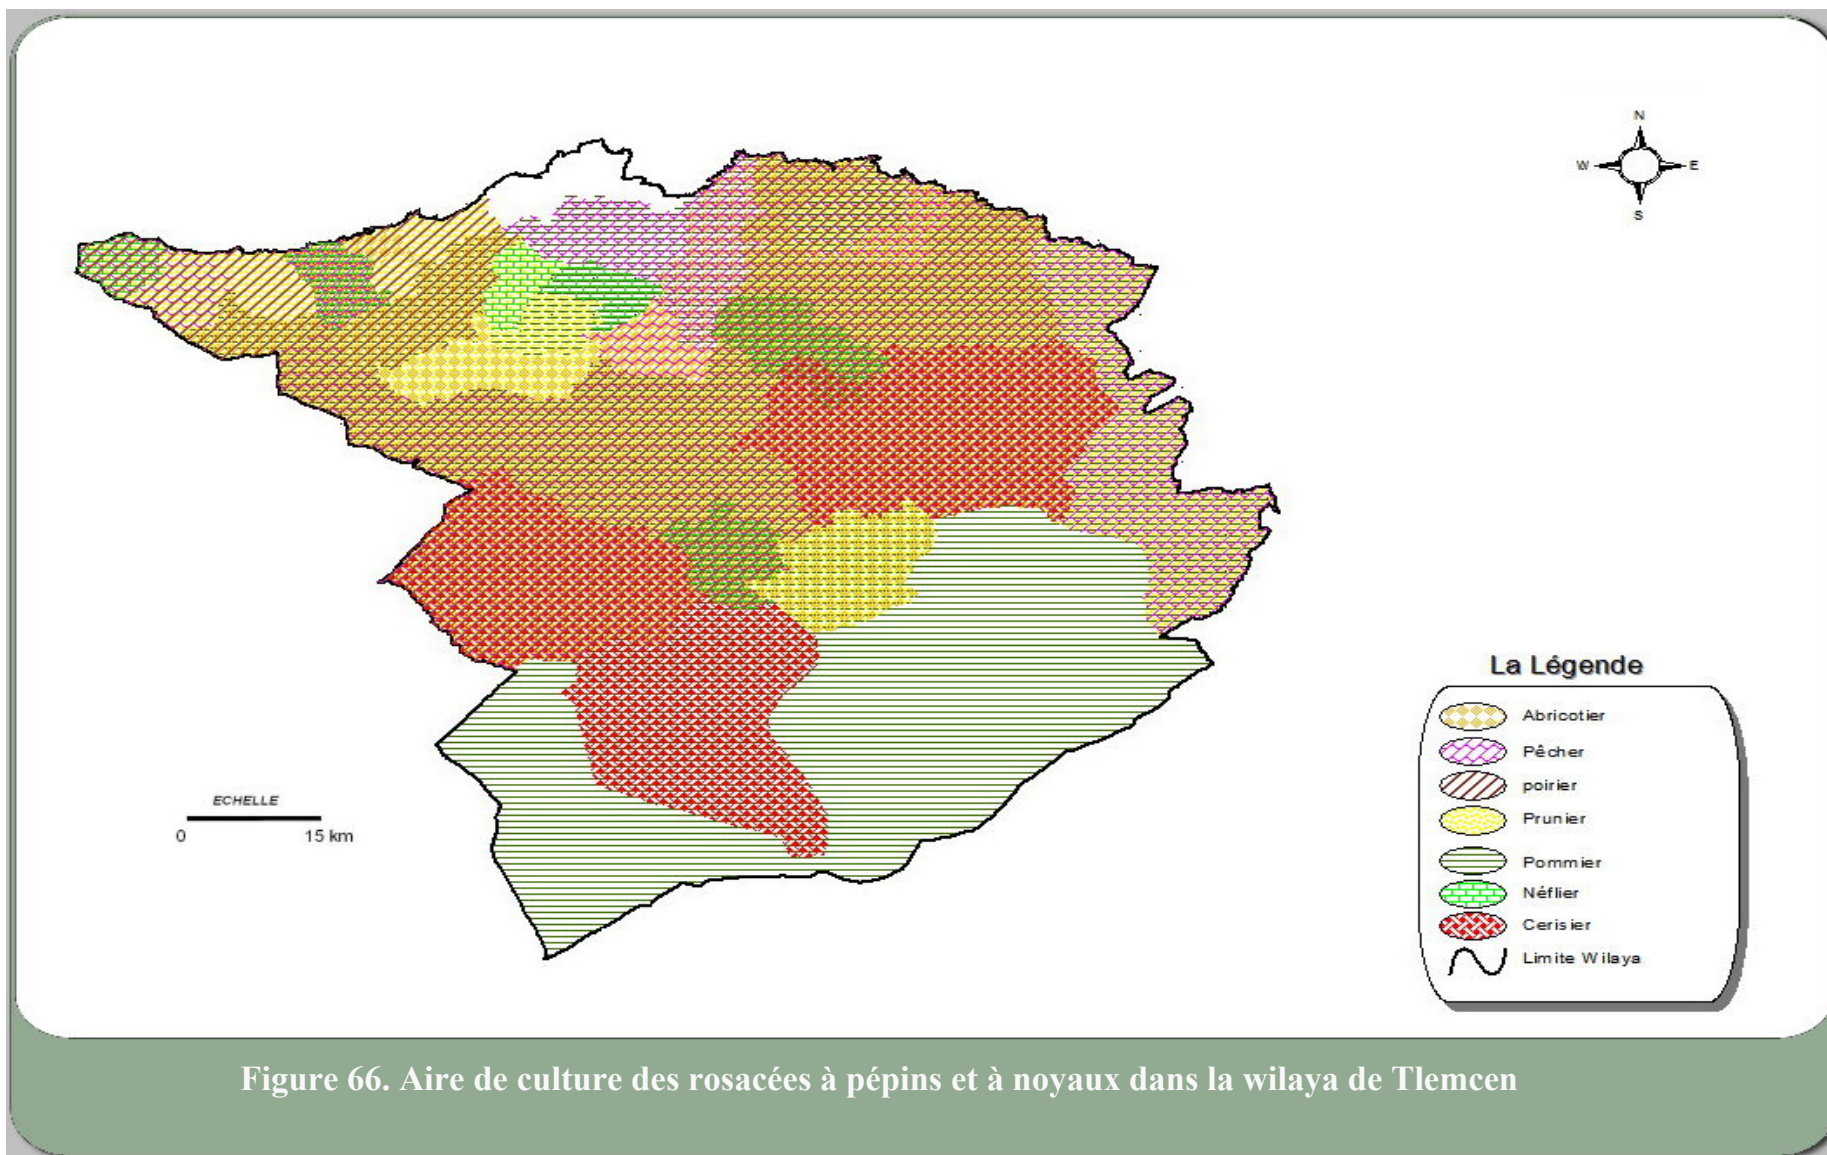 N
W E
S
La Légende
Abricotier
Pêcher
poirier
Prunier
Pommier
Néflier
Cerisier
Limite Wilaya
ECHELLE
0 15 km
Figure 66. Aire de culture des rosacées à pépins et à noyaux dans la wilaya de Tlemcen